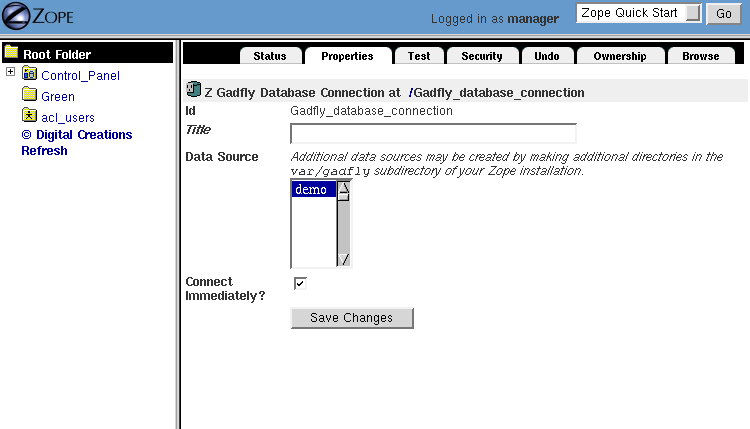 ZOPE
Logged in as manager
Zope Quick Start
Go
Root Folder
Control_Panel
Green
acl_users
© Digital Creations
Refresh
Status Properties Test Security Undo Ownership Browse
Z Gadfly Database Connection at /Gadfly_database_connection
Id Gadfly_database_connection
Title
Data Source Additional data sources may be created by making additional directories in the
var/gadfly subdirectory of your Zope installation.
demo
Connect
Immediately?
Save Changes